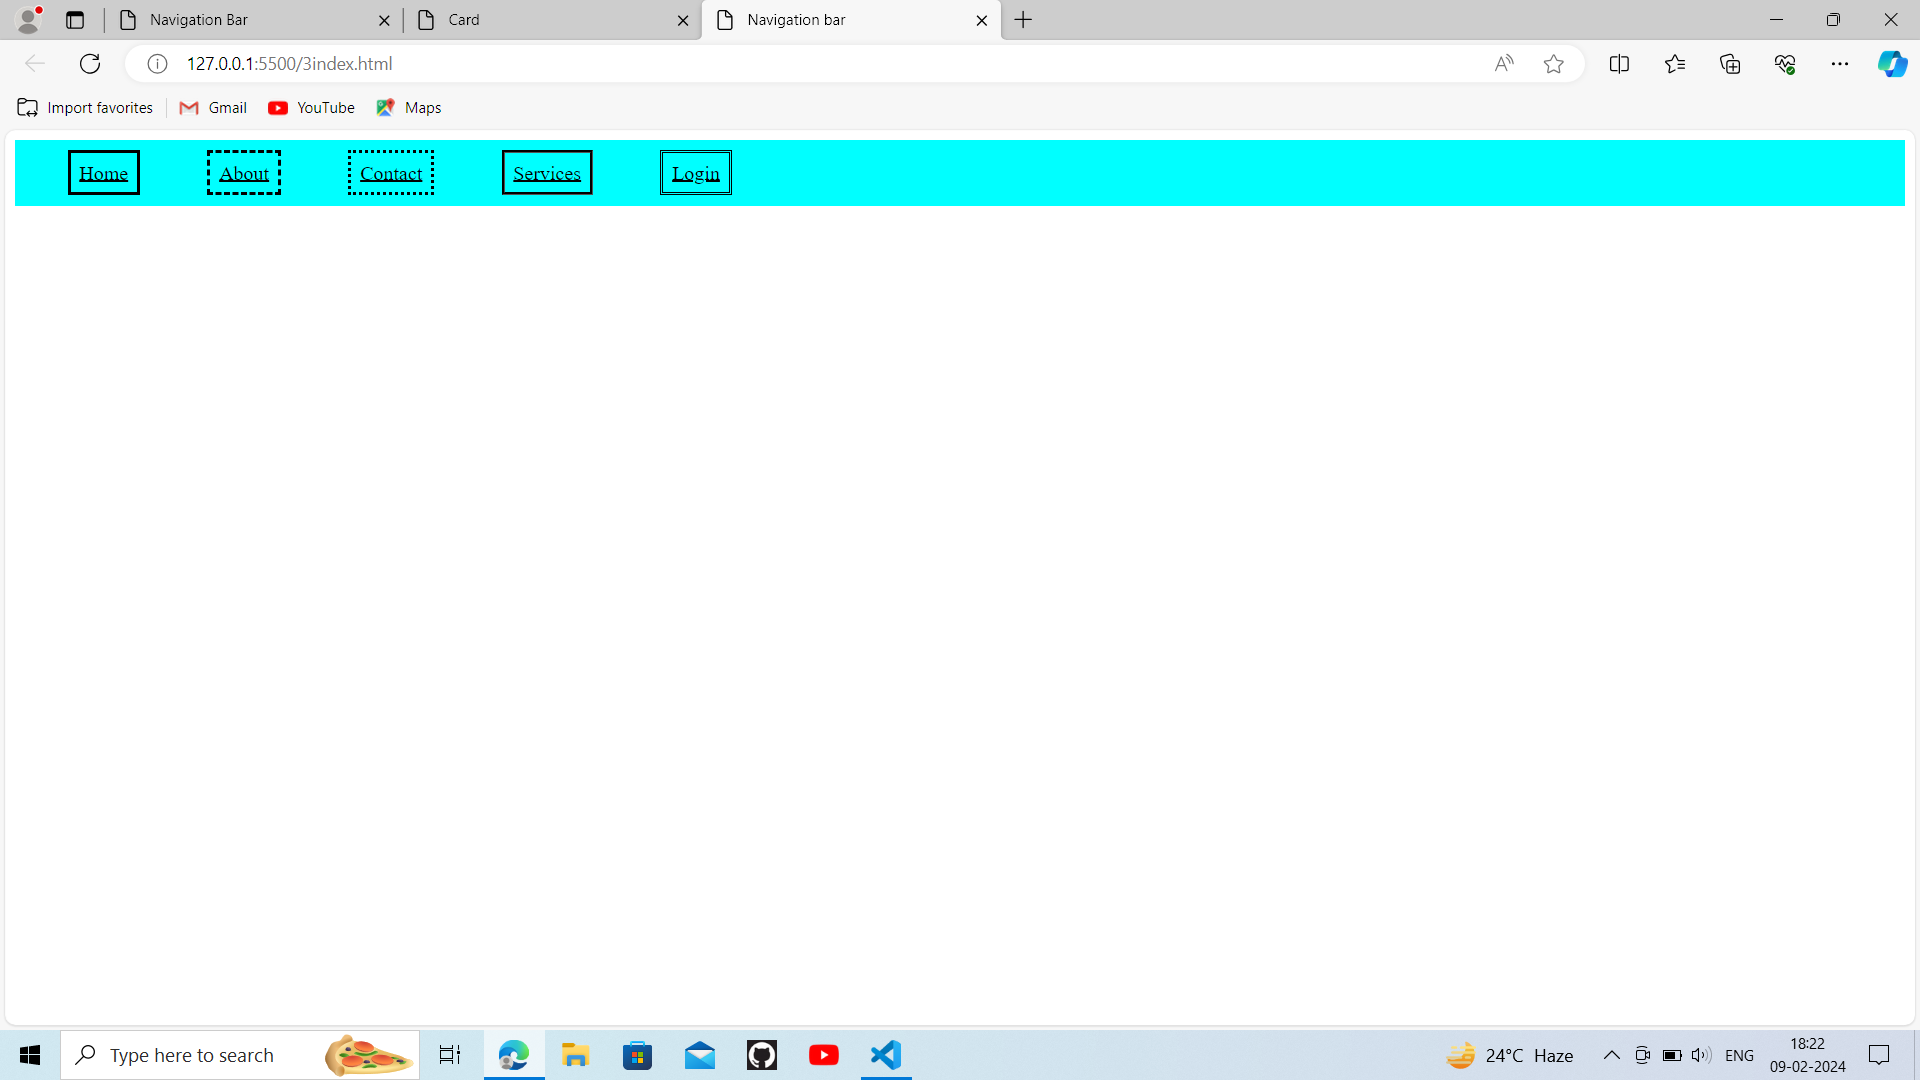 Navigation Bar Card Navigation bar
127.0.0.1:5500/3index.html
Import favorites Gmail YouTube Maps
Home About Contact Services Login
Type here to search 24°C Haze ENG 18:22
09-02-2024